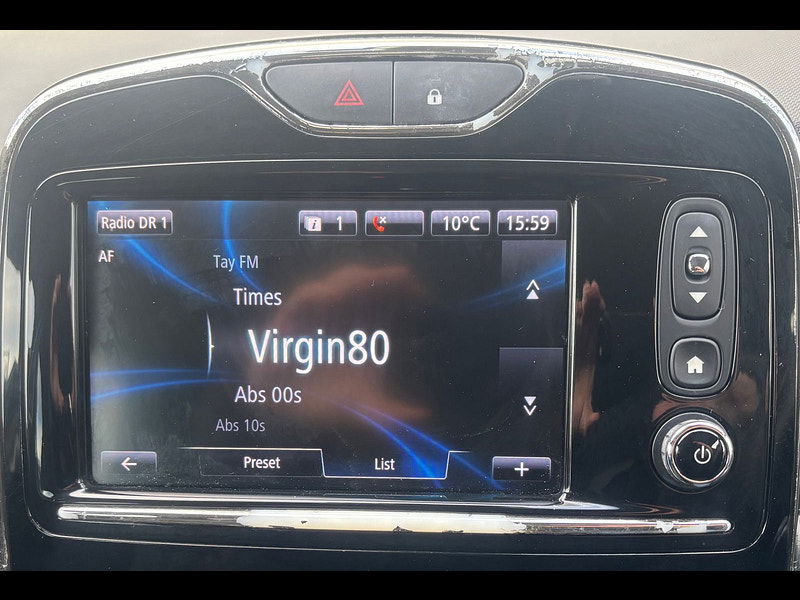 Radio DR 1
i 1
10°C
15:59
AF
Tay FM
Times
Virgin80
Abs 00s
Abs 10s
Preset
List
+